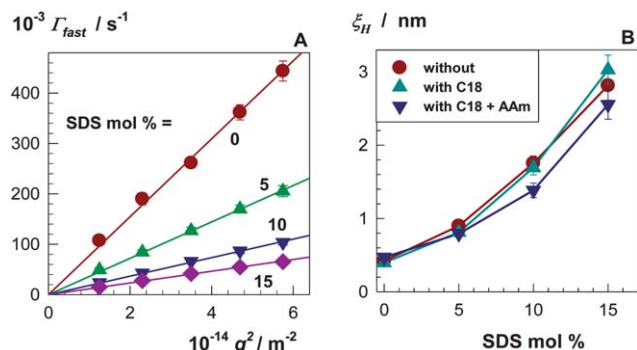 10⁻³ Γfast / s⁻¹
A
400
300
200
100
0
SDS mol % =
0
5
10
15
0 2 4 6
10⁻¹⁴ q² / m⁻²
ξH / nm
B
3
2
1
0
without
with C18
with C18 + AAm
0 5 10 15
SDS mol %